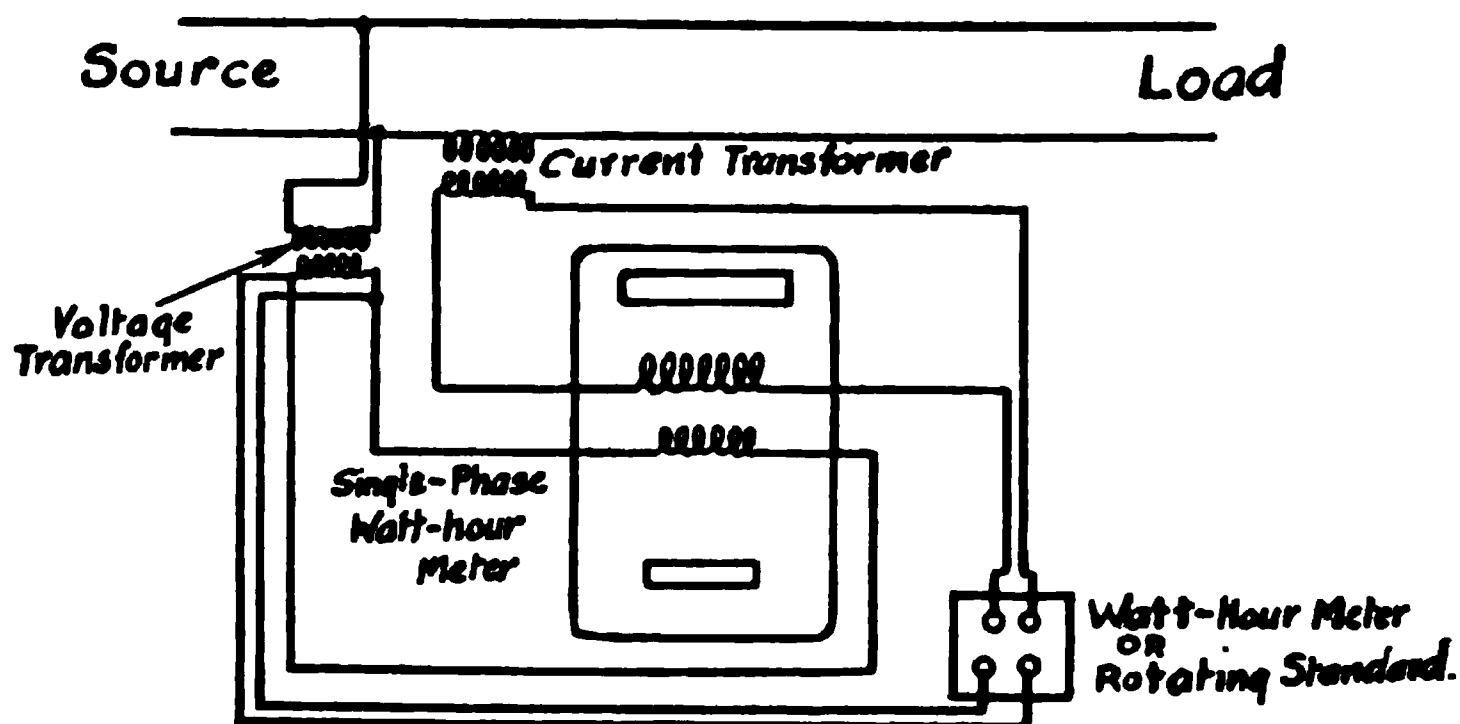 Source
Load
Current Transformer
Voltage
Transformer
Single-Phase
Watt-hour
Meter
Watt-Hour Meter
OR
Rotating Standard.